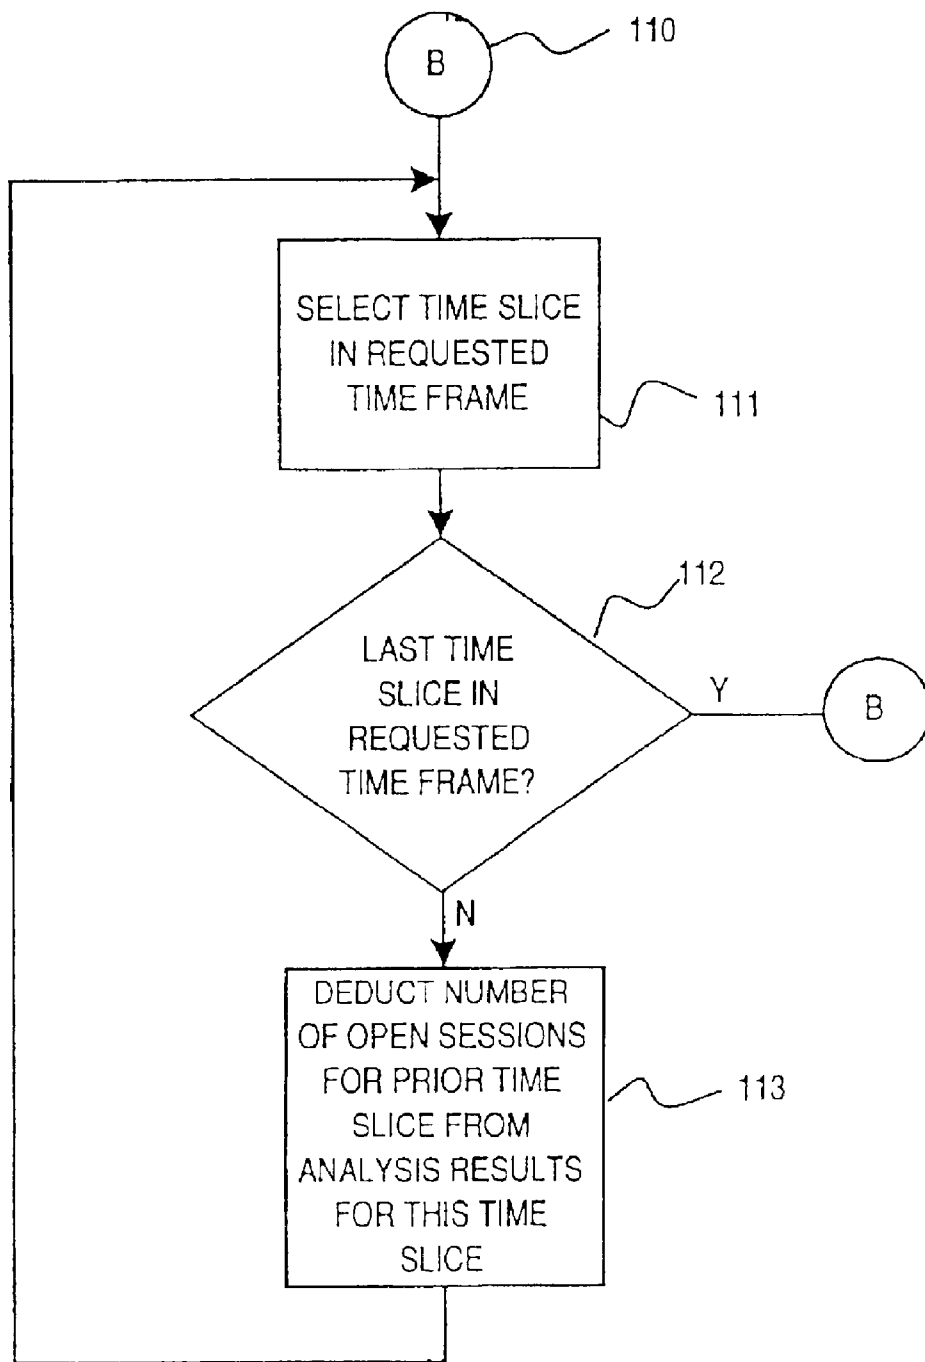 B
110
SELECT TIME SLICE
IN REQUESTED
TIME FRAME
111
112
LAST TIME
SLICE IN
REQUESTED
TIME FRAME?
Y
B
N
DEDUCT NUMBER
OF OPEN SESSIONS
FOR PRIOR TIME
SLICE FROM
ANALYSIS RESULTS
FOR THIS TIME
SLICE
113